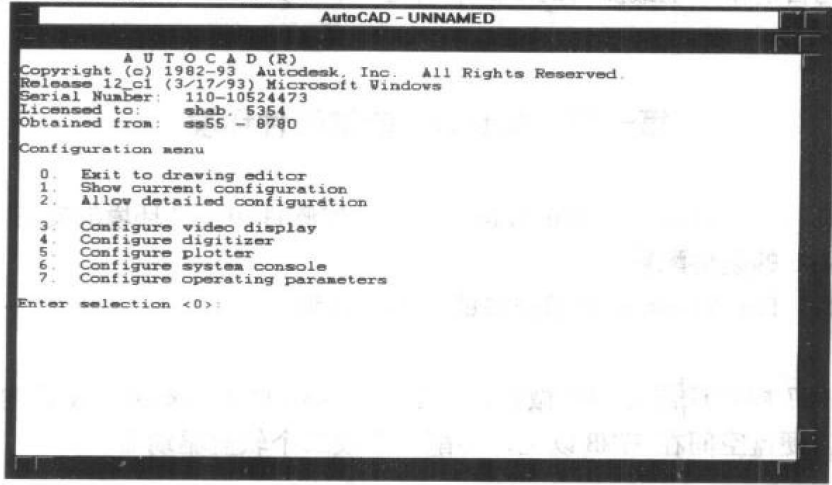 AutoCAD - UNNAMED
A U T O C A D (R)
Copyright (c) 1982-93 Autodesk, Inc. All Rights Reserved.
Release 12_c1 (3/17/93) Microsoft Windows
Serial Number: 110-10524473
Licensed to: shab. 5354
Obtained from: ss55 - 8780
Configuration menu
0. Exit to drawing editor
1. Show current configuration
2. Allow detailed configuration
3. Configure video display
4. Configure digitizer
5. Configure plotter
6. Configure system console
7. Configure operating parameters
Enter selection <0>: